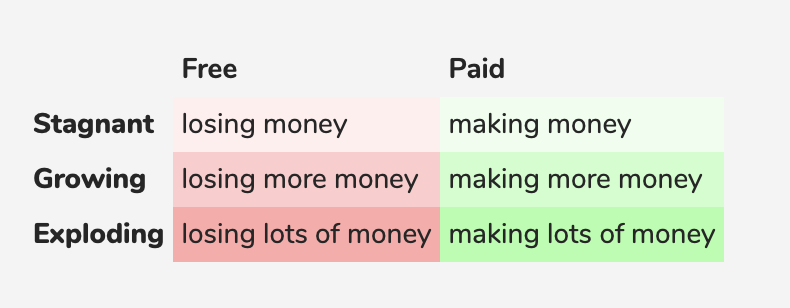 Free Paid
Stagnant losing money making money
Growing losing more money making more money
Exploding losing lots of money making lots of money